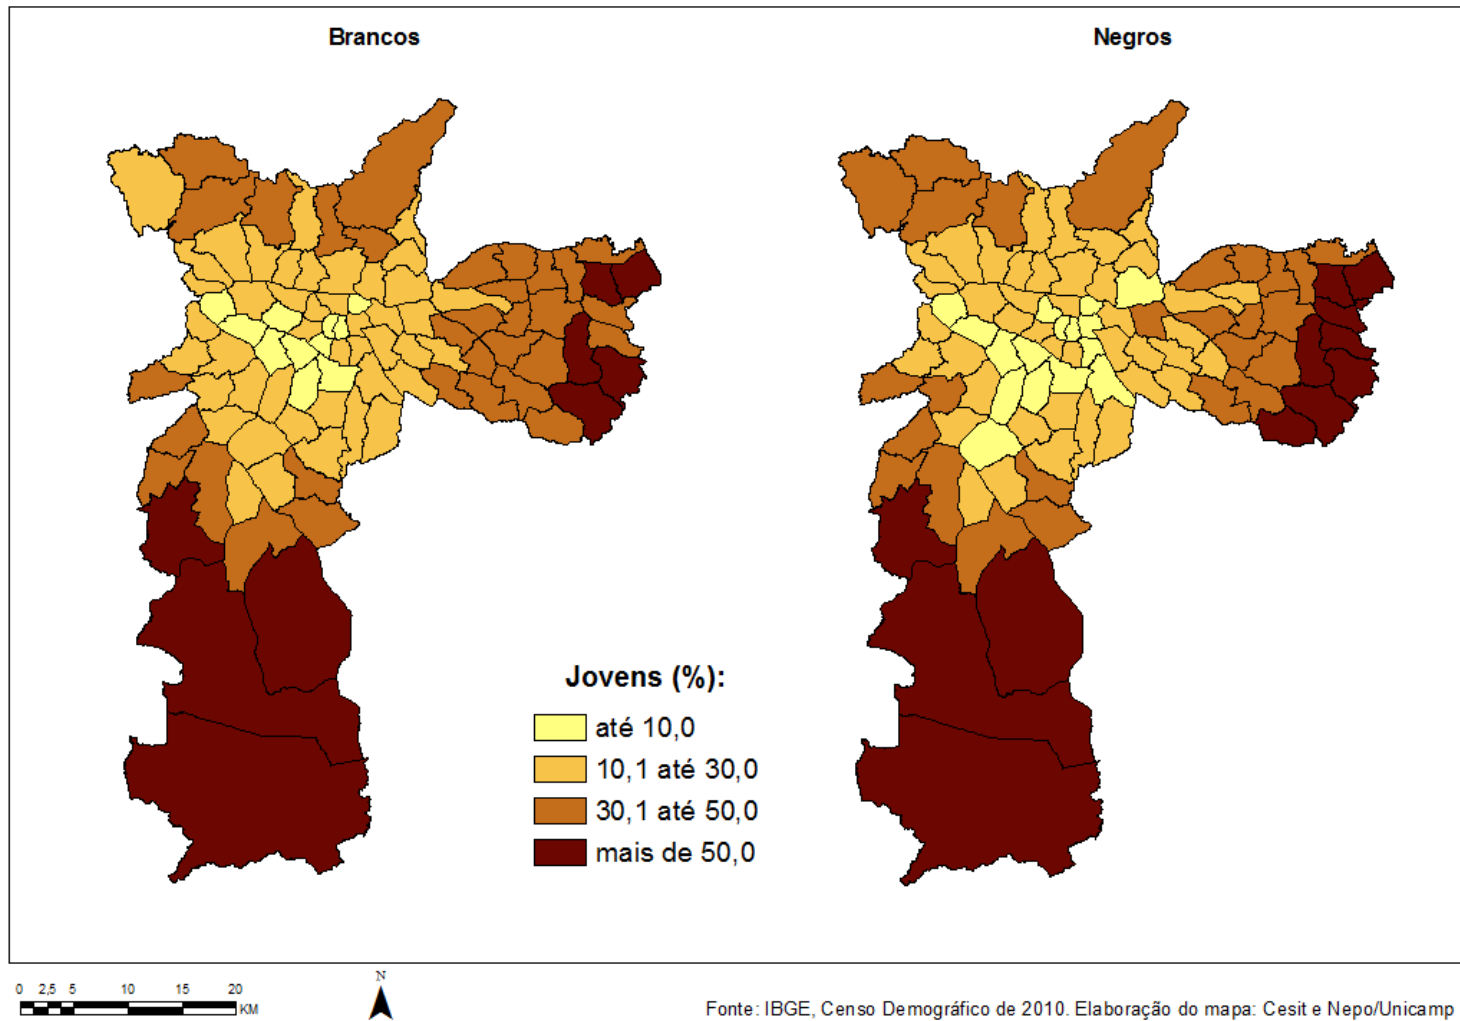 Brancos
Negros
Jovens (%):
até 10,0
10,1 até 30,0
30,1 até 50,0
mais de 50,0
0 2,5 5 10 15 20
KM
N
Fonte: IBGE, Censo Demográfico de 2010. Elaboração do mapa: Cesit e Nepo/Unicamp